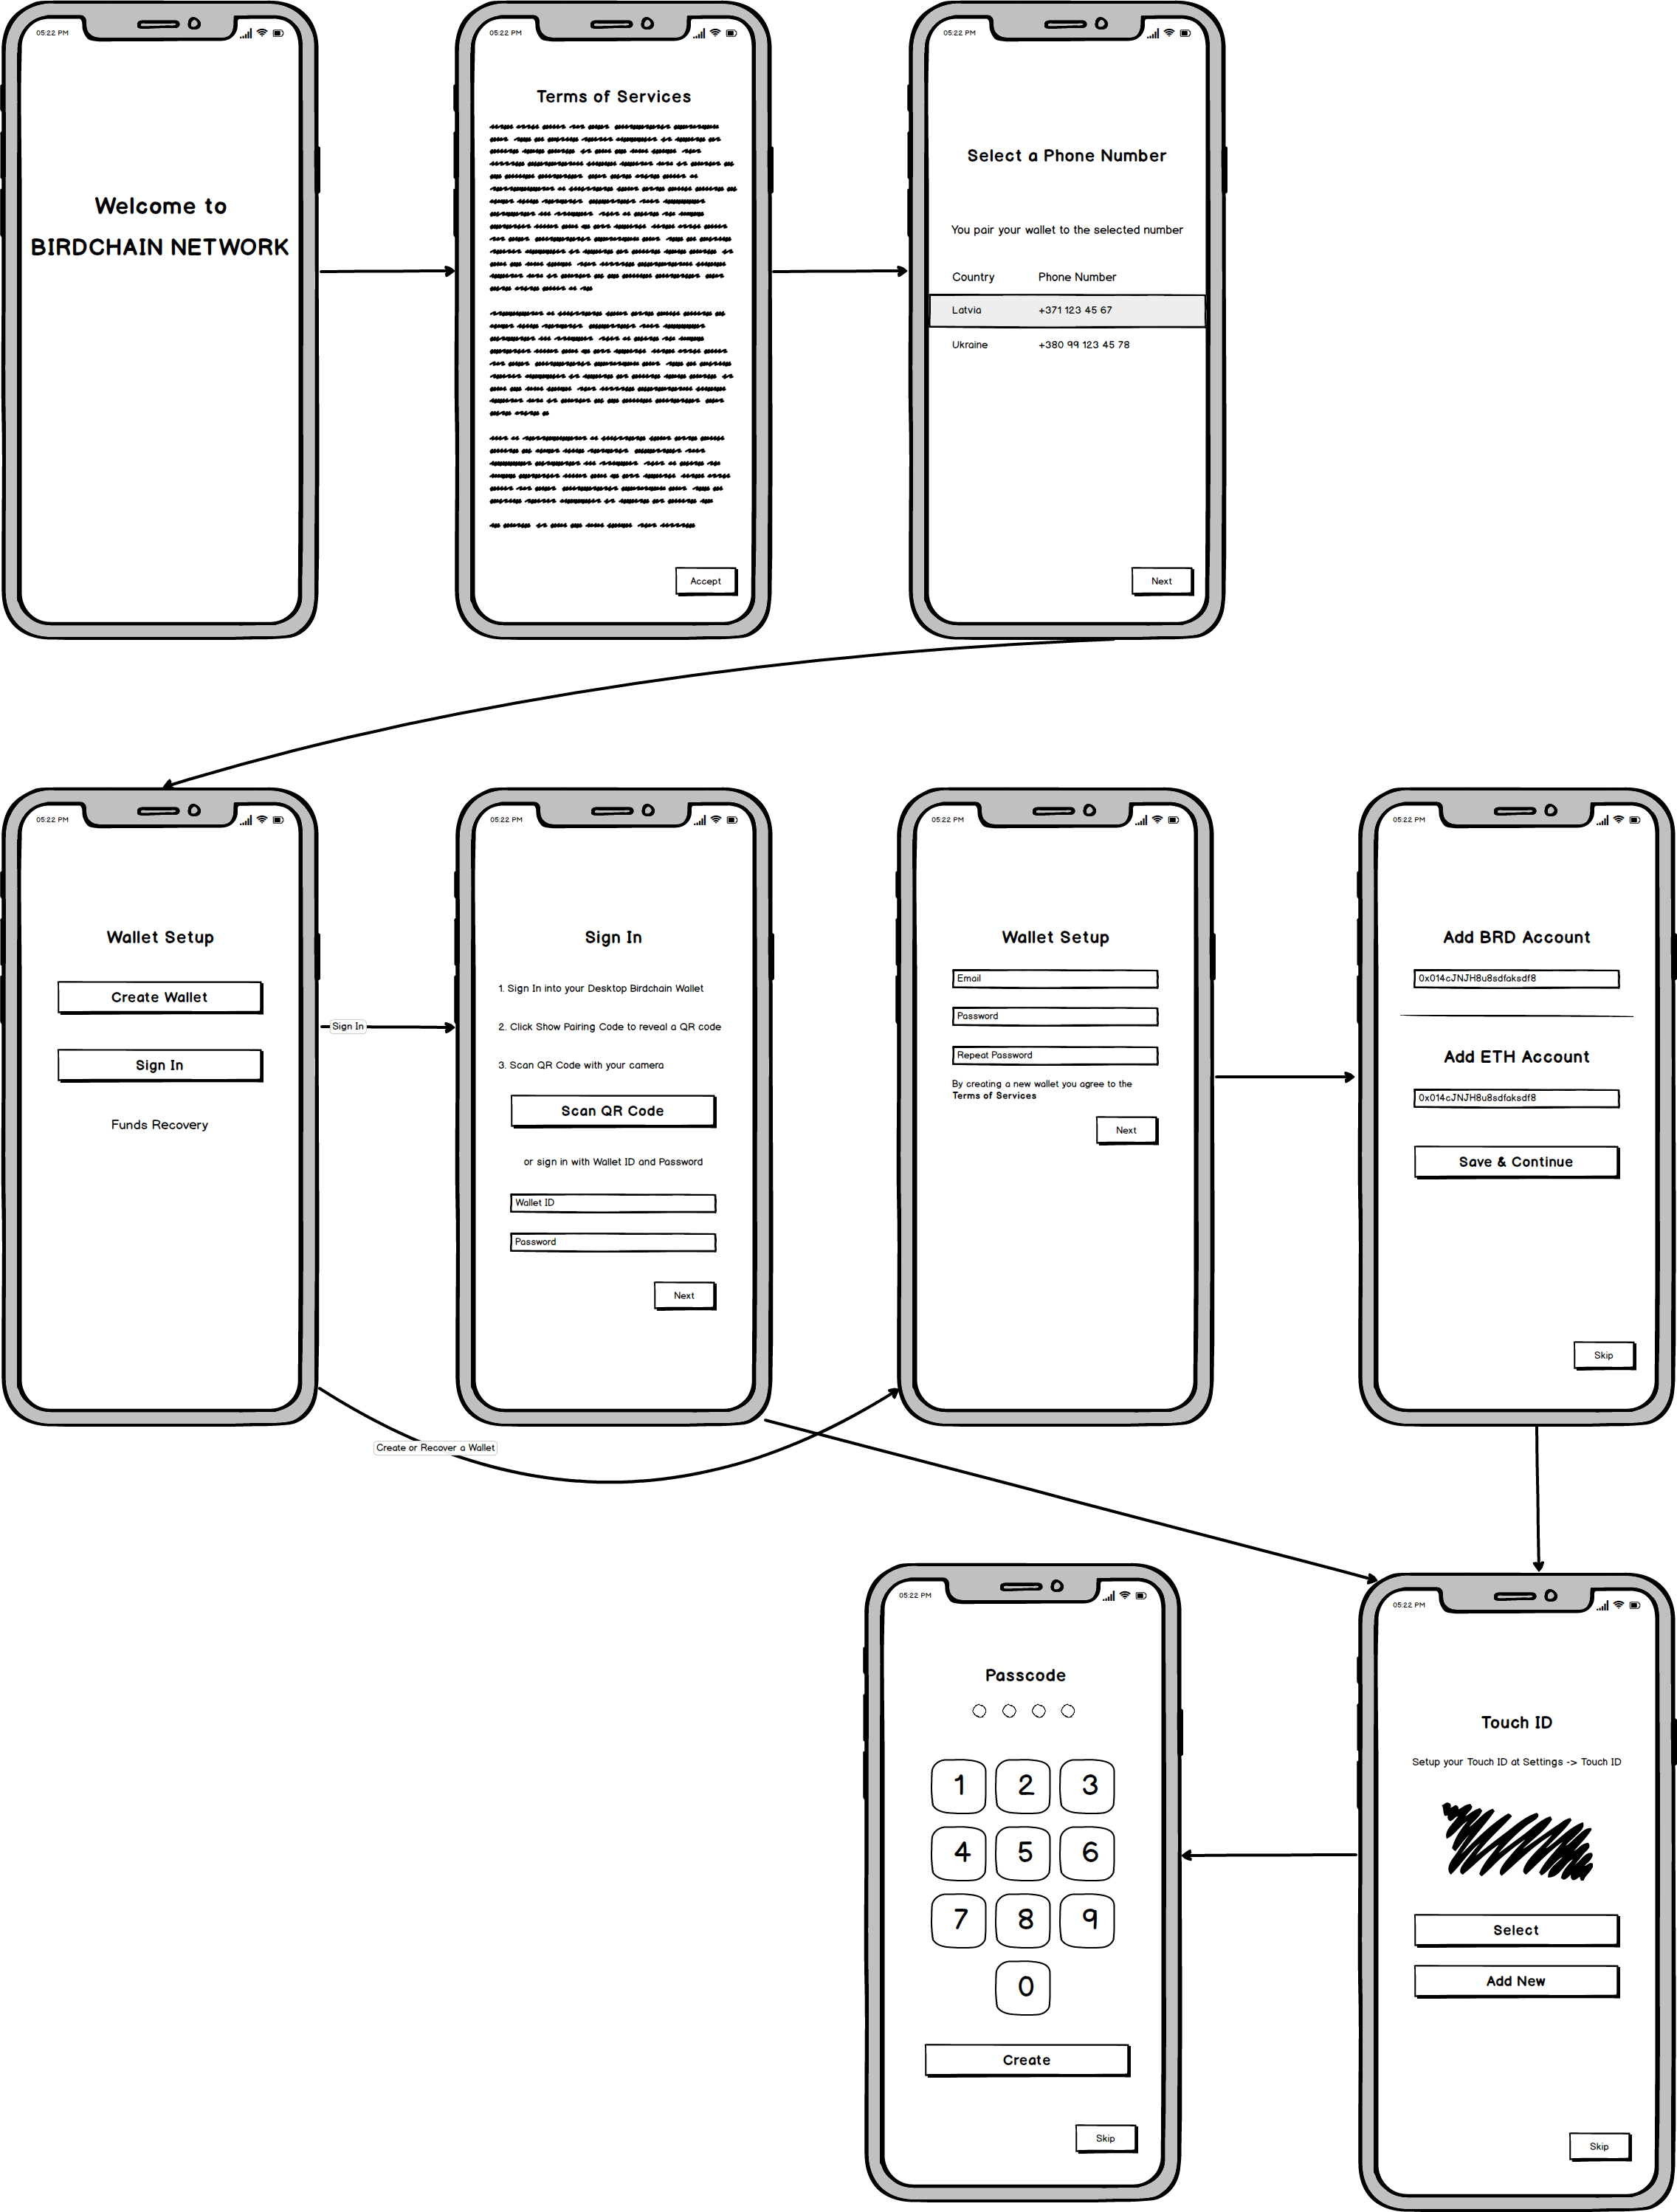 05:22 PM
Welcome to
BIRDCHAIN NETWORK
05:22 PM
Terms of Services
Accept
05:22 PM
Select a Phone Number
You pair your wallet to the selected number
Country Phone Number
Latvia +371 123 45 67
Ukraine +380 99 123 45 78
Next
05:22 PM
Wallet Setup
Create Wallet
Sign In
Funds Recovery
Sign In
05:22 PM
Sign In
1. Sign In into your Desktop Birdchain Wallet
2. Click Show Pairing Code to reveal a QR code
3. Scan QR Code with your camera
Scan QR Code
or sign in with Wallet ID and Password
Wallet ID
Password
Next
05:22 PM
Wallet Setup
Email
Password
Repeat Password
By creating a new wallet you agree to the
Terms of Services
Next
05:22 PM
Add BRD Account
0x014cJNJH8u8sdfaksdf8
Add ETH Account
0x014cJNJH8u8sdfaksdf8
Save & Continue
Skip
Create or Recover a Wallet
05:22 PM
Passcode
1 2 3
4 5 6
7 8 9
0
Create
Skip
05:22 PM
Touch ID
Setup your Touch ID at Settings -> Touch ID
Select
Add New
Skip